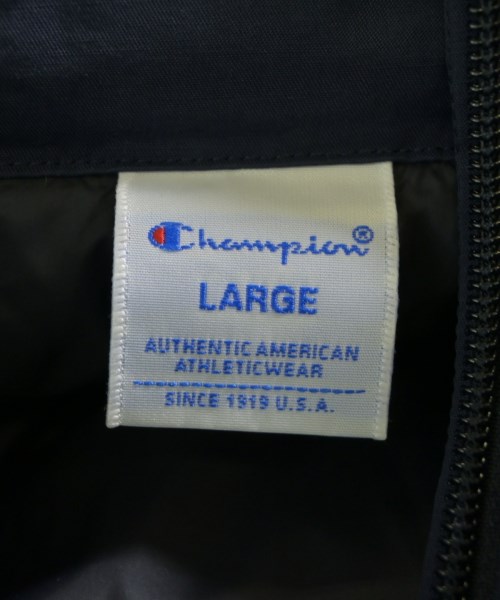 Champion®
LARGE
AUTHENTIC AMERICAN
ATHLETICWEAR
SINCE 1919 U.S.A.